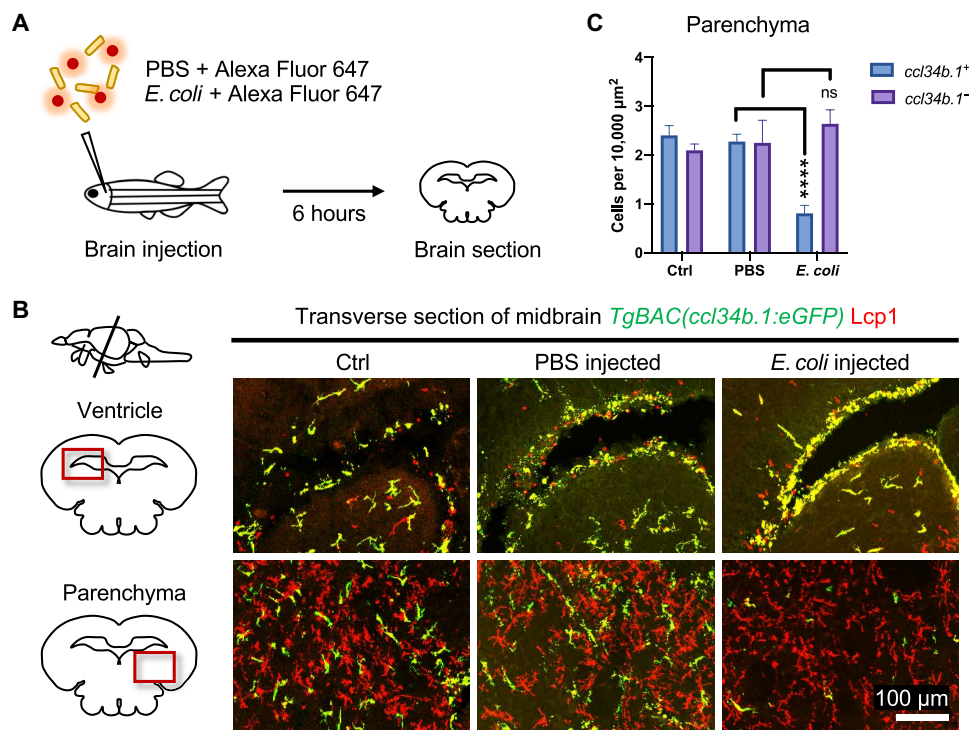 A
PBS + Alexa Fluor 647
E. coli + Alexa Fluor 647
6 hours
Brain injection
Brain section
C
Parenchyma
Cells per 10,000 µm²
4
3
2
1
0
ns
****
Ctrl
PBS
E. coli
ccl34b.1⁺
ccl34b.1⁻
B
Transverse section of midbrain TgBAC(ccl34b.1:eGFP) Lcp1
Ctrl
PBS injected
E. coli injected
Ventricle
Parenchyma
100 µm